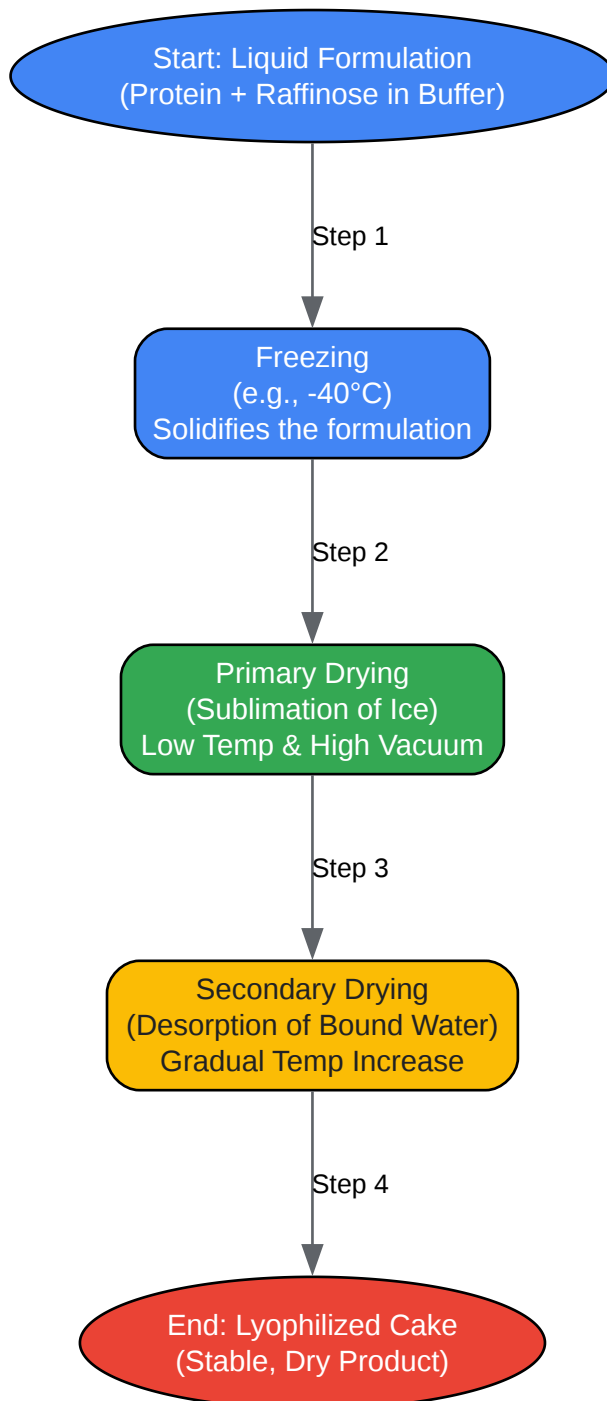 Start: Liquid Formulation
(Protein + Raffinose in Buffer)
Step 1
Freezing
(e.g., -40°C)
Solidifies the formulation
Step 2
Primary Drying
(Sublimation of Ice)
Low Temp & High Vacuum
Step 3
Secondary Drying
(Desorption of Bound Water)
Gradual Temp Increase
Step 4
End: Lyophilized Cake
(Stable, Dry Product)